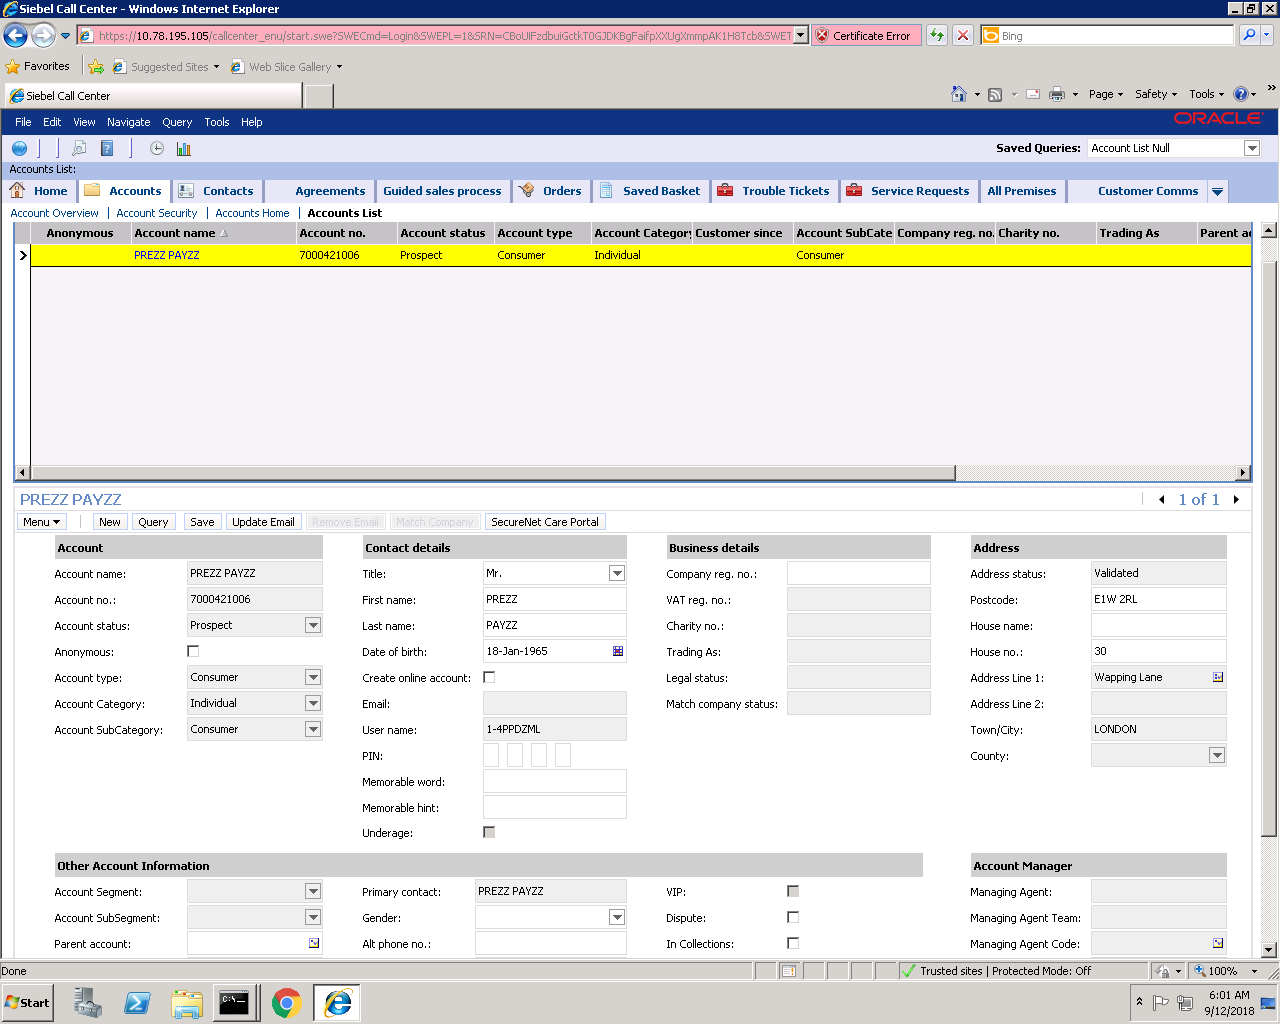 Siebel Call Center - Windows Internet Explorer
https://10.78.195.105/callcenter_enu/start.swe?SWECmd=Login&SWEPL=1&SRN=
Certificate Error
Bing
Favorites
Suggested Sites
Web Slice Gallery
Siebel Call Center
Page
Safety
Tools
File Edit View Navigate Query Tools Help
ORACLE
Saved Queries:
Account List Null
Accounts List:
Home Accounts Contacts Agreements Guided sales process Orders Saved Basket Trouble Tickets Service Requests All Premises Customer Comms
Account Overview | Account Security | Accounts Home | Accounts List
Anonymous Account name Account no. Account status Account type Account Category Customer since Account SubCate Company reg. no. Charity no. Trading As Parent ac
PREZZ PAYZZ 7000421006 Prospect Consumer Individual Consumer
PREZZ PAYZZ
1 of 1
Menu New Query Save Update Email Remove Email Match Company SecureNet Care Portal
Account
Account name: PREZZ PAYZZ
Account no.: 7000421006
Account status: Prospect
Anonymous:
Account type: Consumer
Account Category: Individual
Account SubCategory: Consumer
Contact details
Title: Mr.
First name: PREZZ
Last name: PAYZZ
Date of birth: 18-Jan-1965
Create online account:
Email:
User name: 1-4PPDZML
PIN:
Memorable word:
Memorable hint:
Underage:
Business details
Company reg. no.:
VAT reg. no.:
Charity no.:
Trading As:
Legal status:
Match company status:
Address
Address status: Validated
Postcode: E1W 2RL
House name:
House no.: 30
Address Line 1: Wapping Lane
Address Line 2:
Town/City: LONDON
County:
Other Account Information
Account Segment:
Account SubSegment:
Parent account:
Primary contact: PREZZ PAYZZ
Gender:
Alt phone no.:
VIP:
Dispute:
In Collections:
Account Manager
Managing Agent:
Managing Agent Team:
Managing Agent Code:
Done
Trusted sites | Protected Mode: Off
100%
Start
6:01 AM
9/12/2018